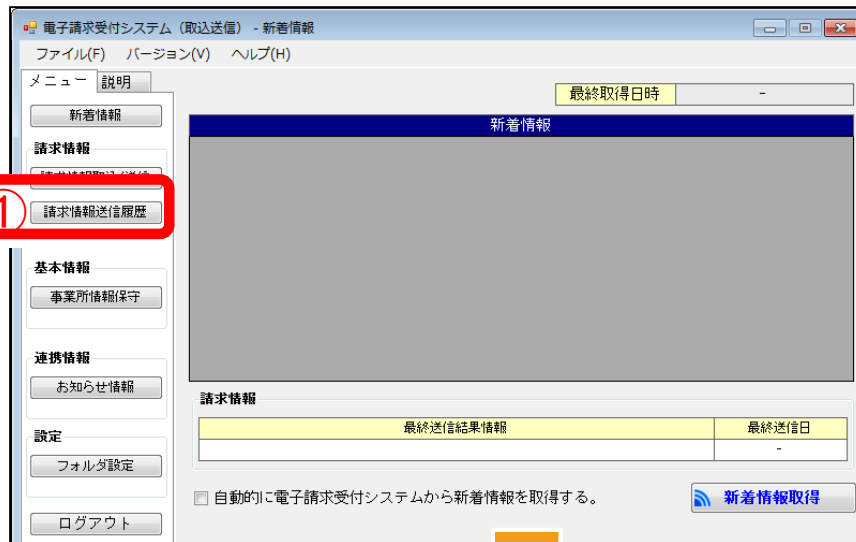 電子請求受付システム（取込送信） - 新着情報
ファイル(F) バージョン(V) ヘルプ(H)
メニュー 説明
最終取得日時 -
新着情報
新着情報
請求情報
①
請求情報送信履歴
基本情報
事業所情報保守
連携情報
お知らせ情報
請求情報
最終送信結果情報 最終送信日
-
設定
フォルダ設定
自動的に電子請求受付システムから新着情報を取得する。
新着情報取得
ログアウト